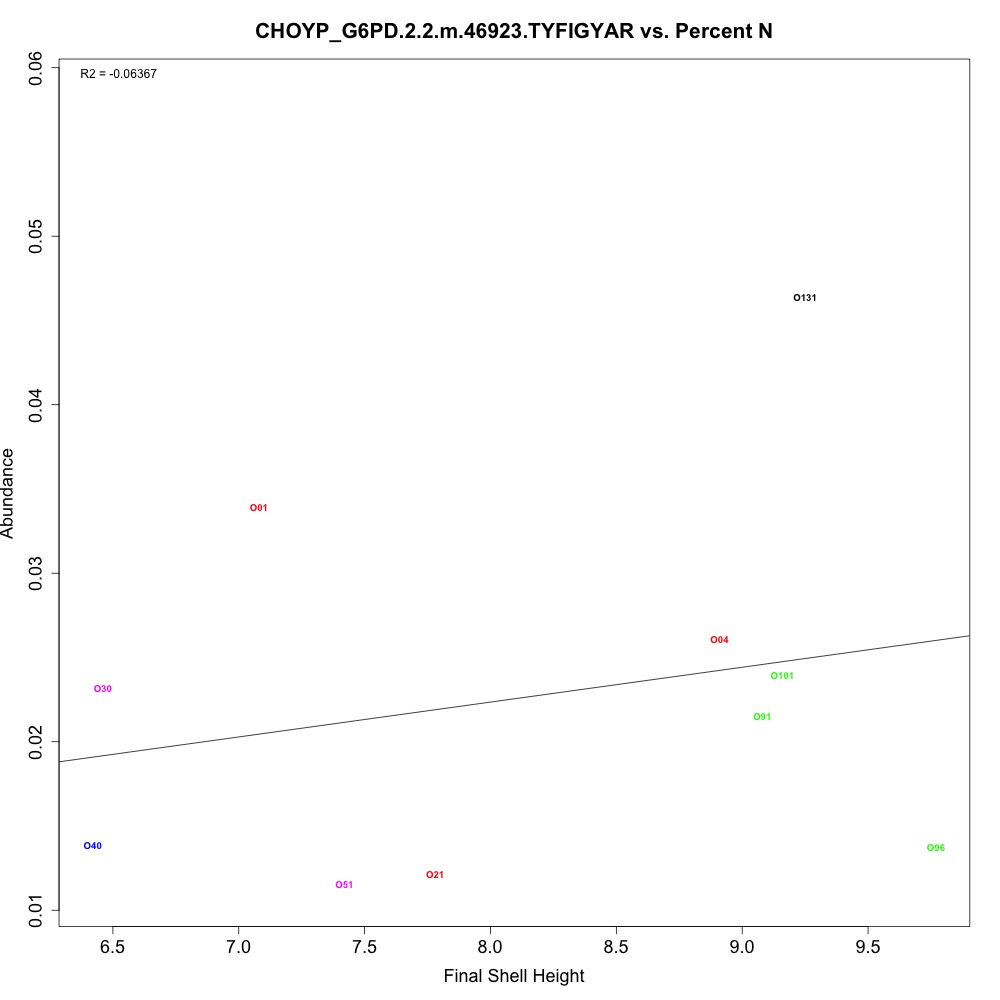 CHOYP_G6PD.2.2.m.46923.TYFIGYAR vs. Percent N
R2 = -0.06367
0.06
0.05
O131
0.04
Abundance
O01
0.03
O04
O101
O30
O91
0.02
O40
O96
O21
O51
0.01
6.5 7.0 7.5 8.0 8.5 9.0 9.5
Final Shell Height